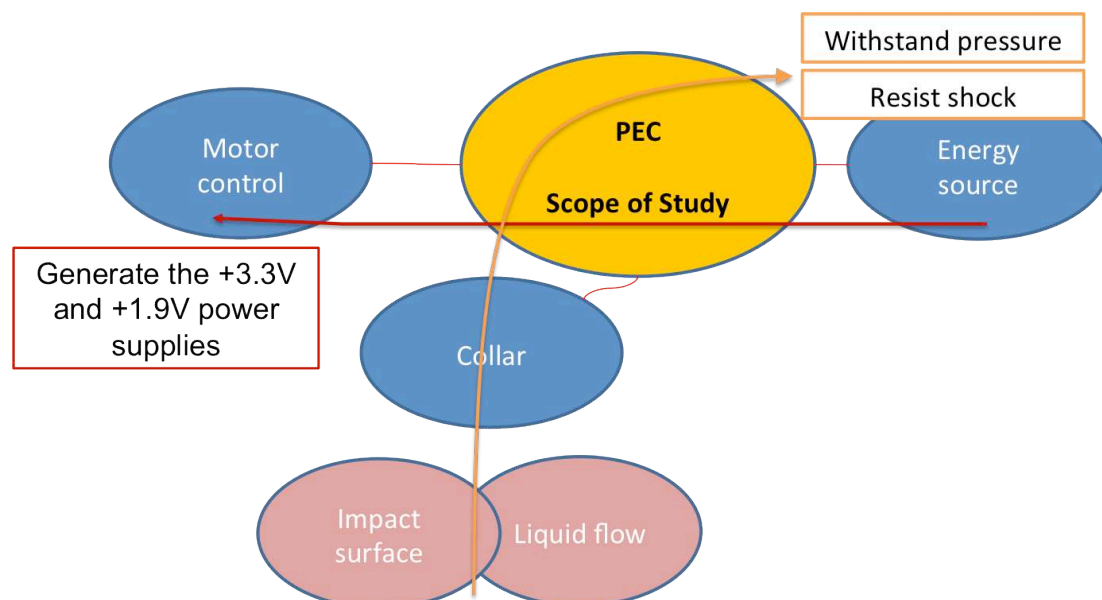 Withstand pressure
Resist shock
Motor
control
PEC
Scope of Study
Energy
source
Generate the +3.3V
and +1.9V power
supplies
Collar
Impact
surface
Liquid flow